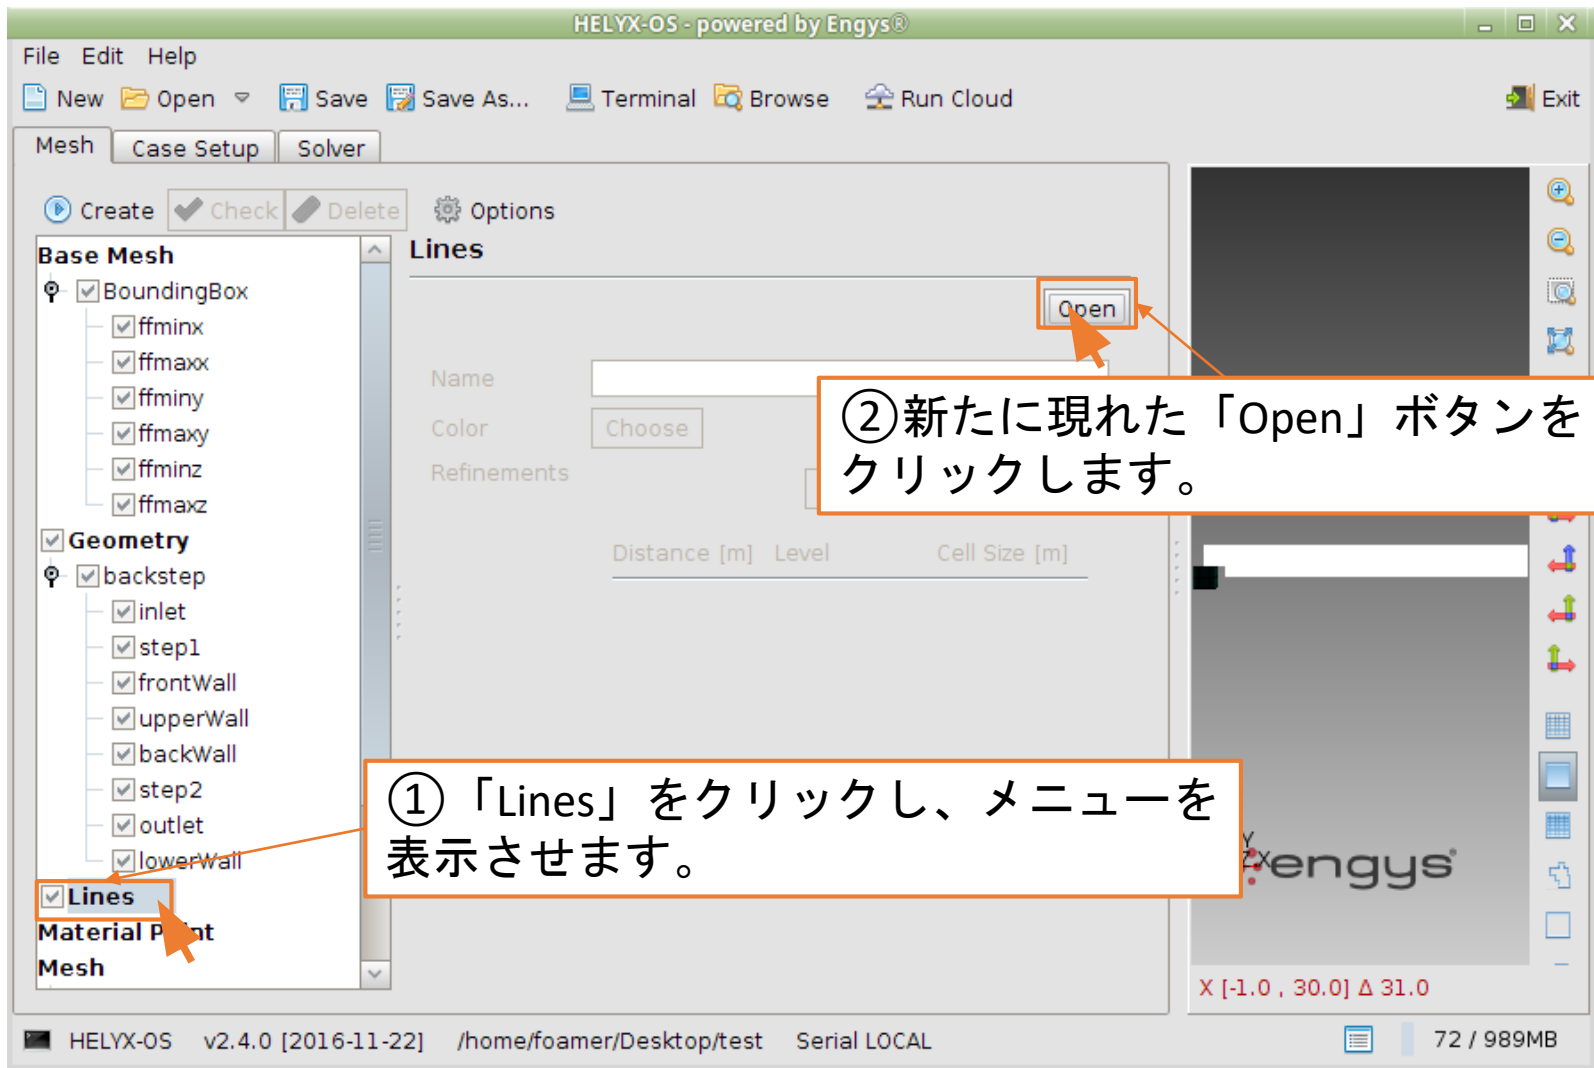 HELYX-OS - powered by Engys®
File Edit Help
New Open Save Save As... Terminal Browse Run Cloud Exit
Mesh Case Setup Solver
Create Check Delete Options
Base Mesh
BoundingBox
ffminx
ffmaxx
ffminy
ffmaxy
ffminz
ffmaxz
Geometry
backstep
inlet
step1
frontWall
upperWall
backWall
step2
outlet
lowerWall
Lines
Material
Mesh
Lines
Open
Name
Color Choose
Refinements
Distance [m] Level Cell Size [m]
②新たに現れた「Open」ボタンを
クリックします。
①「Lines」をクリックし、メニューを
表示させます。
Y
Z X
engys
X [-1.0 , 30.0] Δ 31.0
HELYX-OS v2.4.0 [2016-11-22] /home/foamer/Desktop/test Serial LOCAL 72 / 989MB